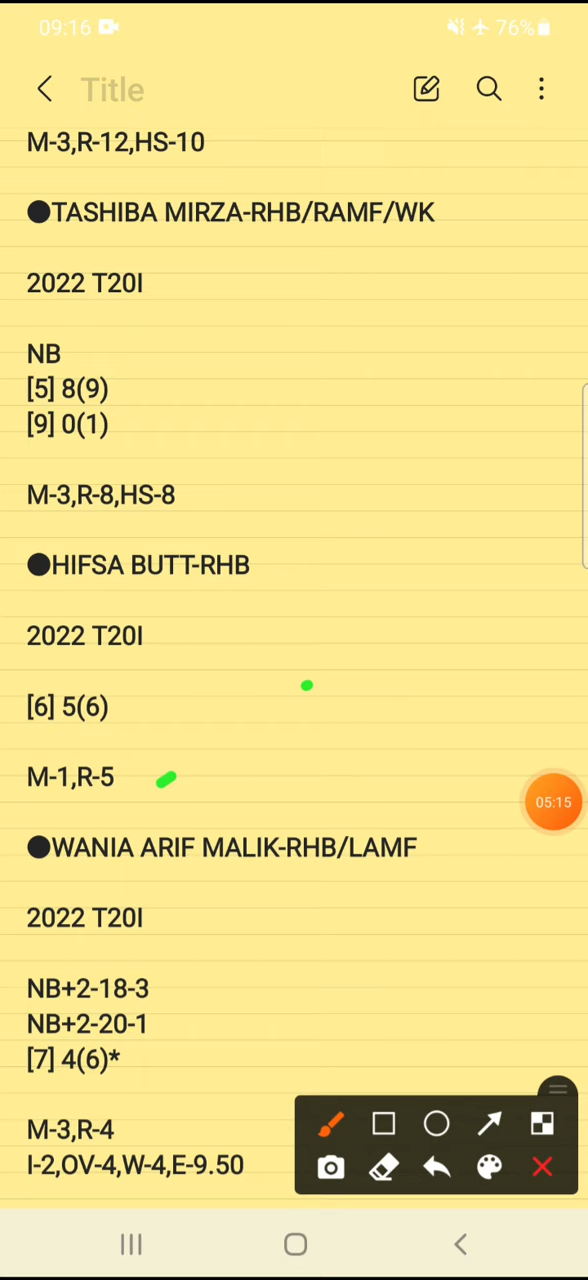 09:16
76%
Title
M-3,R-12,HS-10
●TASHIBA MIRZA-RHB/RAMF/WK
2022 T20I
NB
[5] 8(9)
[9] 0(1)
M-3,R-8,HS-8
●HIFSA BUTT-RHB
2022 T20I
[6] 5(6)
M-1,R-5
05:15
●WANIA ARIF MALIK-RHB/LAMF
2022 T20I
NB+2-18-3
NB+2-20-1
[7] 4(6)*
M-3,R-4
I-2,OV-4,W-4,E-9.50